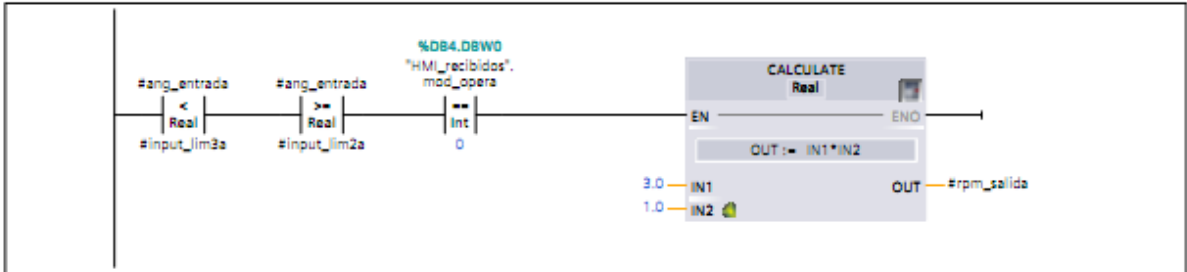 %DB4.DBW0
"HMI_recibidos".
mod_opera
#ang_entrada
<
Real
#input_lim3a
#ang_entrada
>=
Real
#input_lim2a
==
Int
0
CALCULATE
Real
EN
ENO
OUT := IN1*IN2
3.0
IN1
OUT
#rpm_salida
1.0
IN2